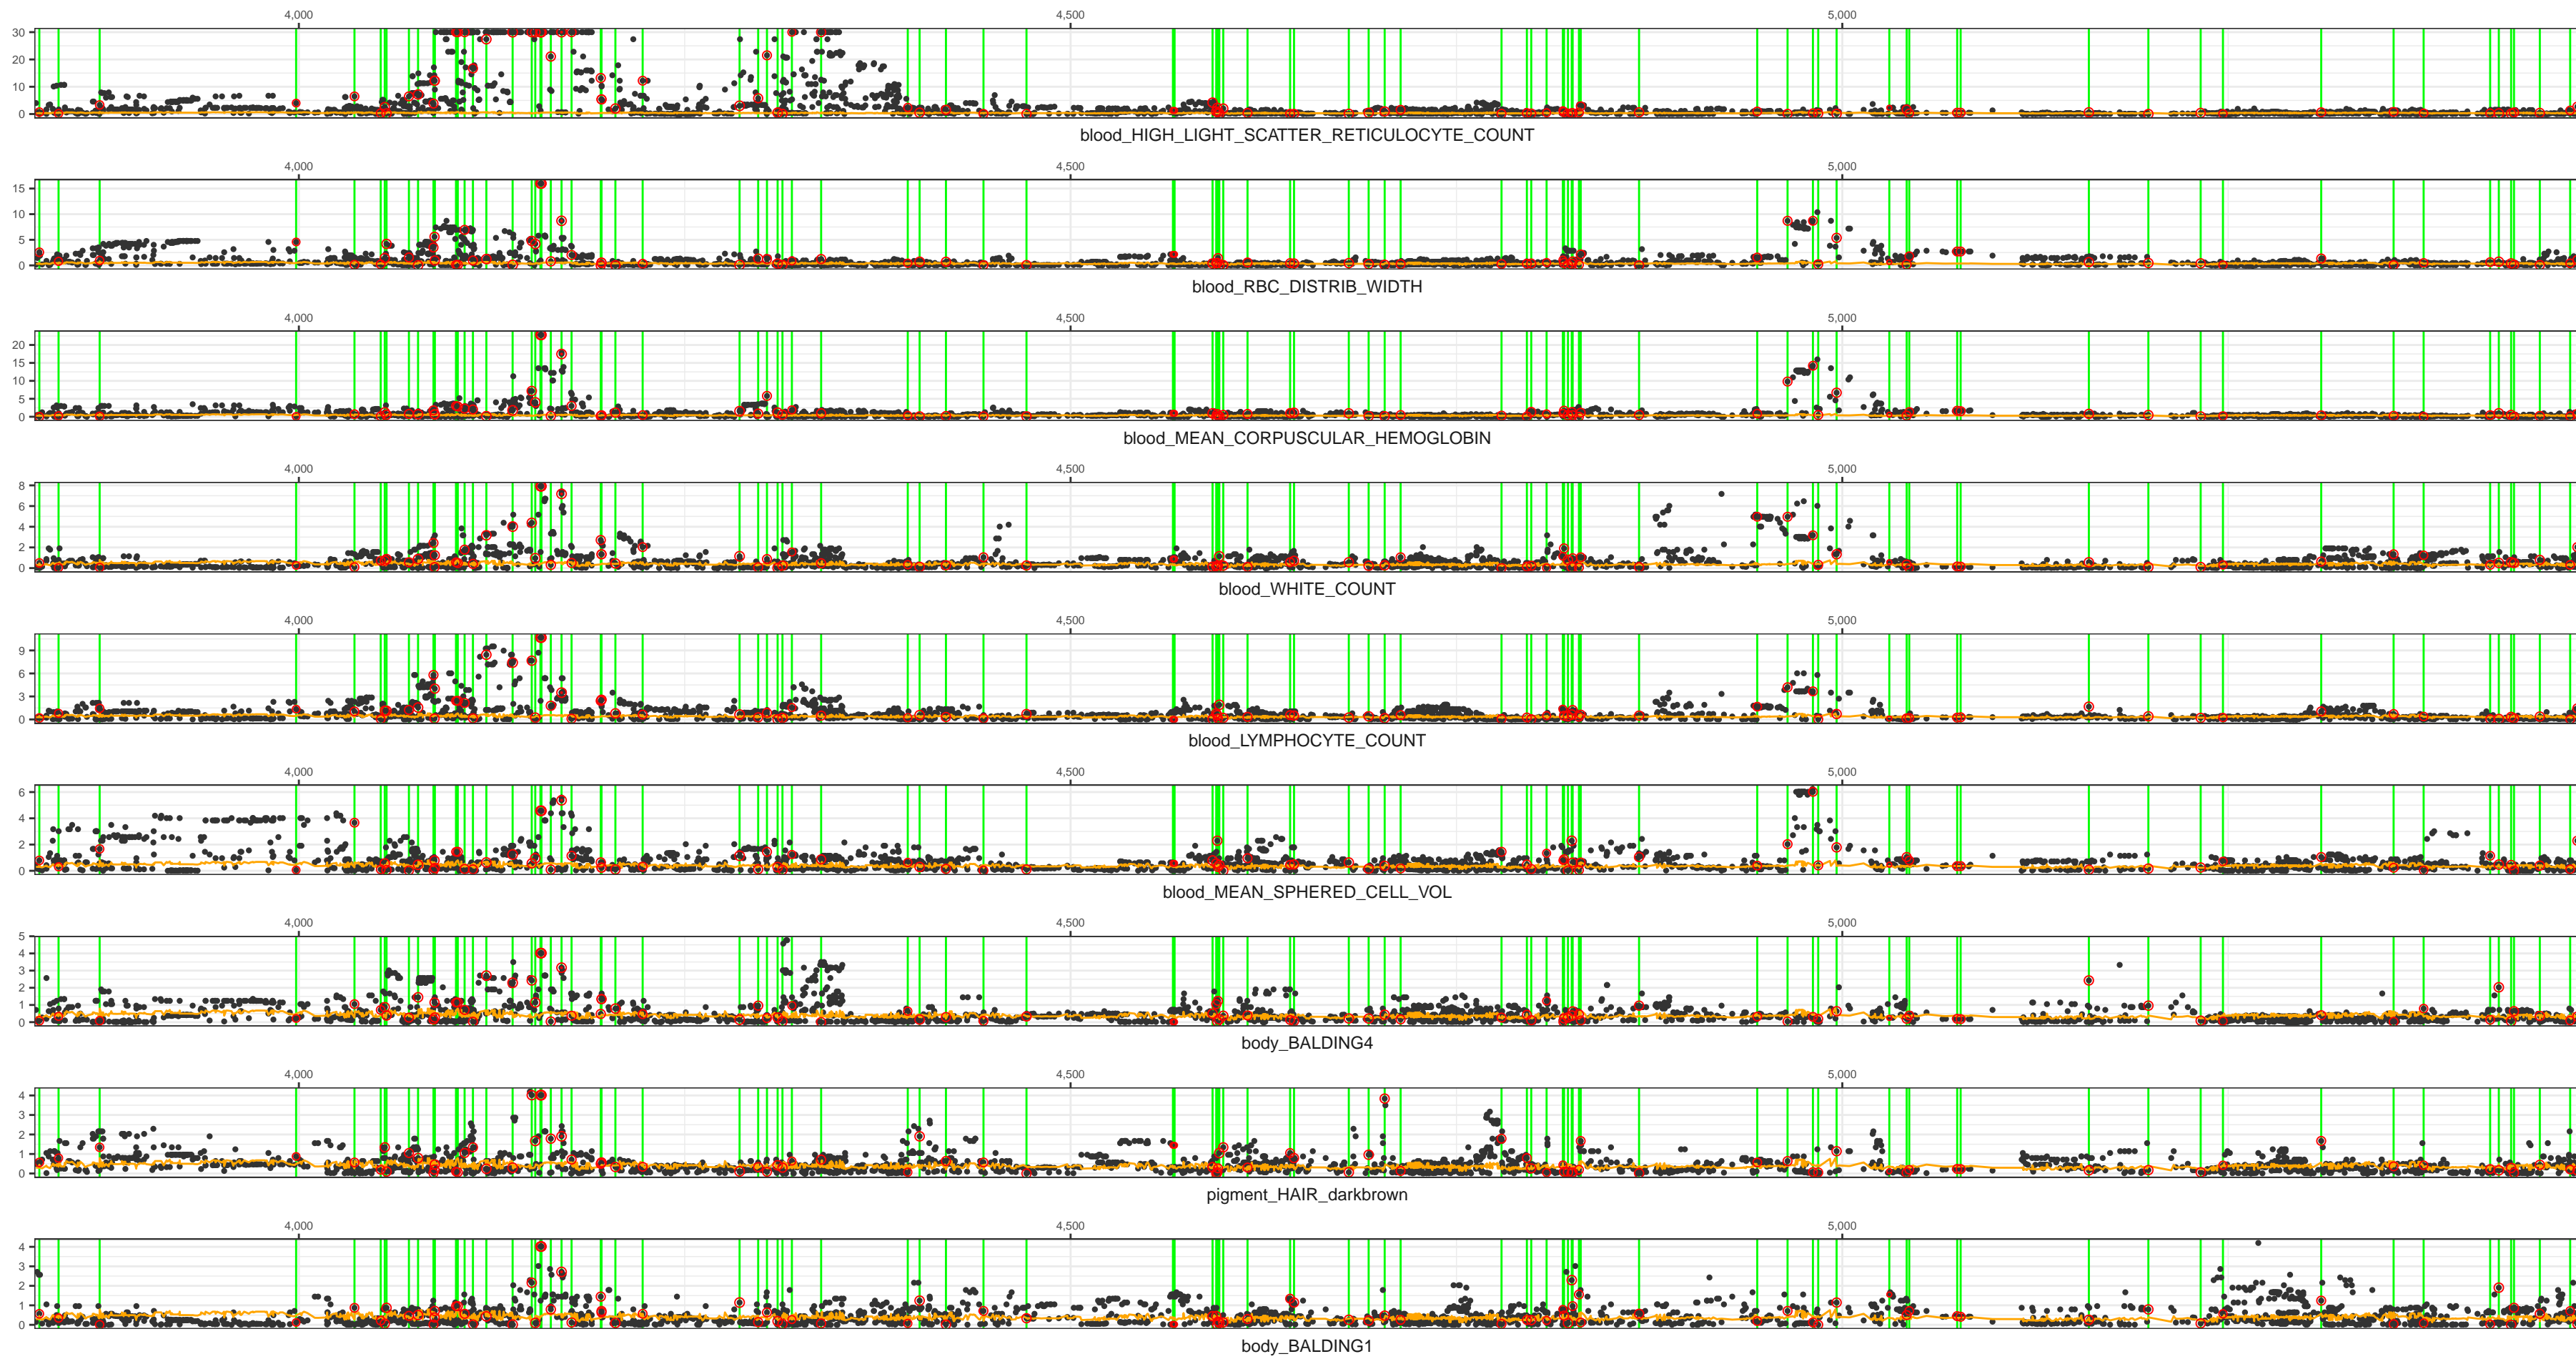 4,000 4,500 5,000
30
20
10
0
blood_HIGH_LIGHT_SCATTER_RETICULOCYTE_COUNT
4,000 4,500 5,000
15
10
5
0
blood_RBC_DISTRIB_WIDTH
4,000 4,500 5,000
20
15
10
5
0
blood_MEAN_CORPUSCULAR_HEMOGLOBIN
4,000 4,500 5,000
8
6
4
2
0
blood_WHITE_COUNT
4,000 4,500 5,000
9
6
3
0
blood_LYMPHOCYTE_COUNT
4,000 4,500 5,000
6
4
2
0
blood_MEAN_SPHERED_CELL_VOL
4,000 4,500 5,000
5
4
3
2
1
0
body_BALDING4
4,000 4,500 5,000
4
3
2
1
0
pigment_HAIR_darkbrown
4,000 4,500 5,000
4
3
2
1
0
body_BALDING1